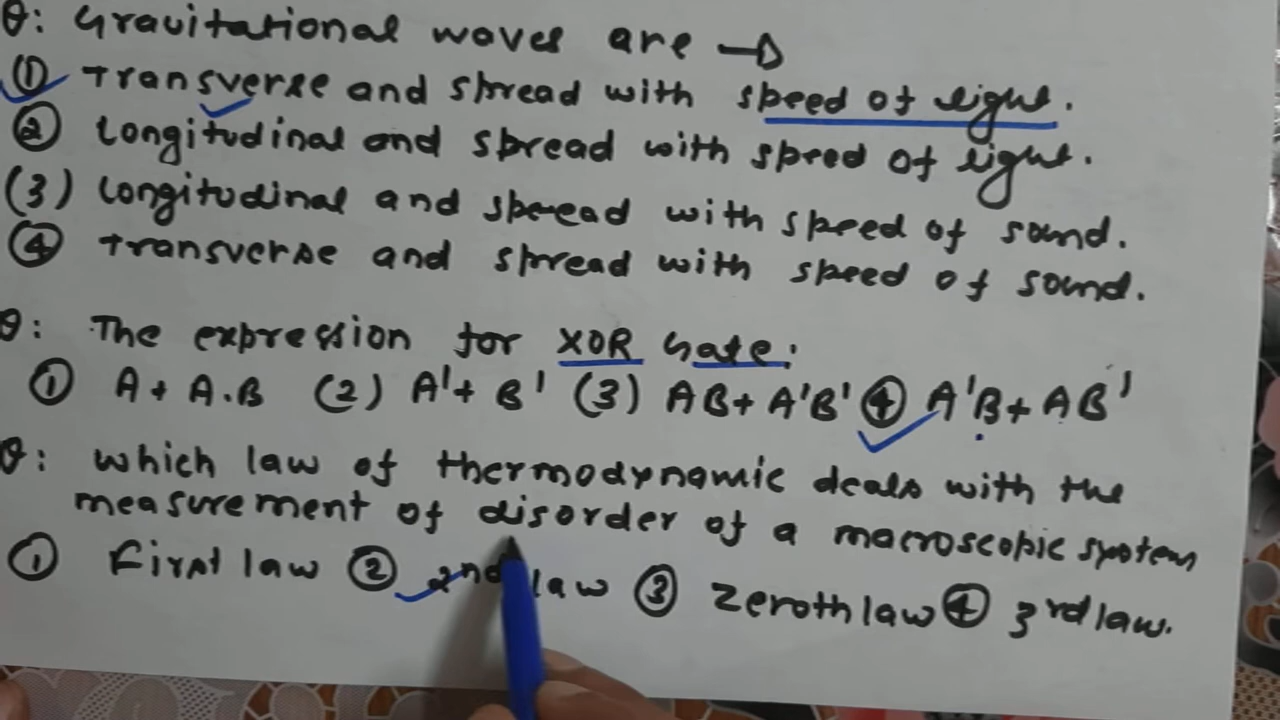 Q: Gravitational waves are →
(1) Transverse and spread with speed of light.
(2) Longitudinal and spread with speed of light.
(3) Longitudinal and spread with speed of sound.
(4) Transverse and spread with speed of sound.
Q: The expression for XOR Gate:
(1) A + A.B (2) A' + B' (3) AB + A'B' (4) A'B + AB'
Q: Which law of thermodynamic deals with the
measurement of disorder of a macroscopic system
(1) First law (2) 2nd law (3) Zeroth law (4) 3rd law.